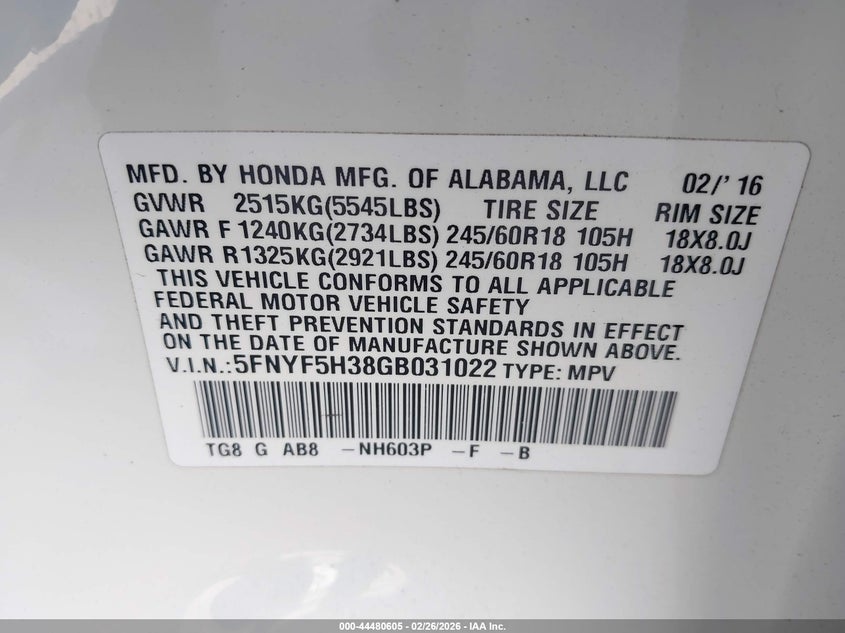 MFD. BY HONDA MFG. OF ALABAMA, LLC 02/' 16
GVWR 2515KG(5545LBS) TIRE SIZE RIM SIZE
GAWR F 1240KG(2734LBS) 245/60R18 105H 18X8.0J
GAWR R1325KG(2921LBS) 245/60R18 105H 18X8.0J
THIS VEHICLE CONFORMS TO ALL APPLICABLE
FEDERAL MOTOR VEHICLE SAFETY
AND THEFT PREVENTION STANDARDS IN EFFECT
ON THE DATE OF MANUFACTURE SHOWN ABOVE.
V.I.N.:5FNYF5H38GB031022 TYPE: MPV
TG8 G AB8 -NH603P -F -B
000-44480605 - 02/26/2026 - IAA Inc.